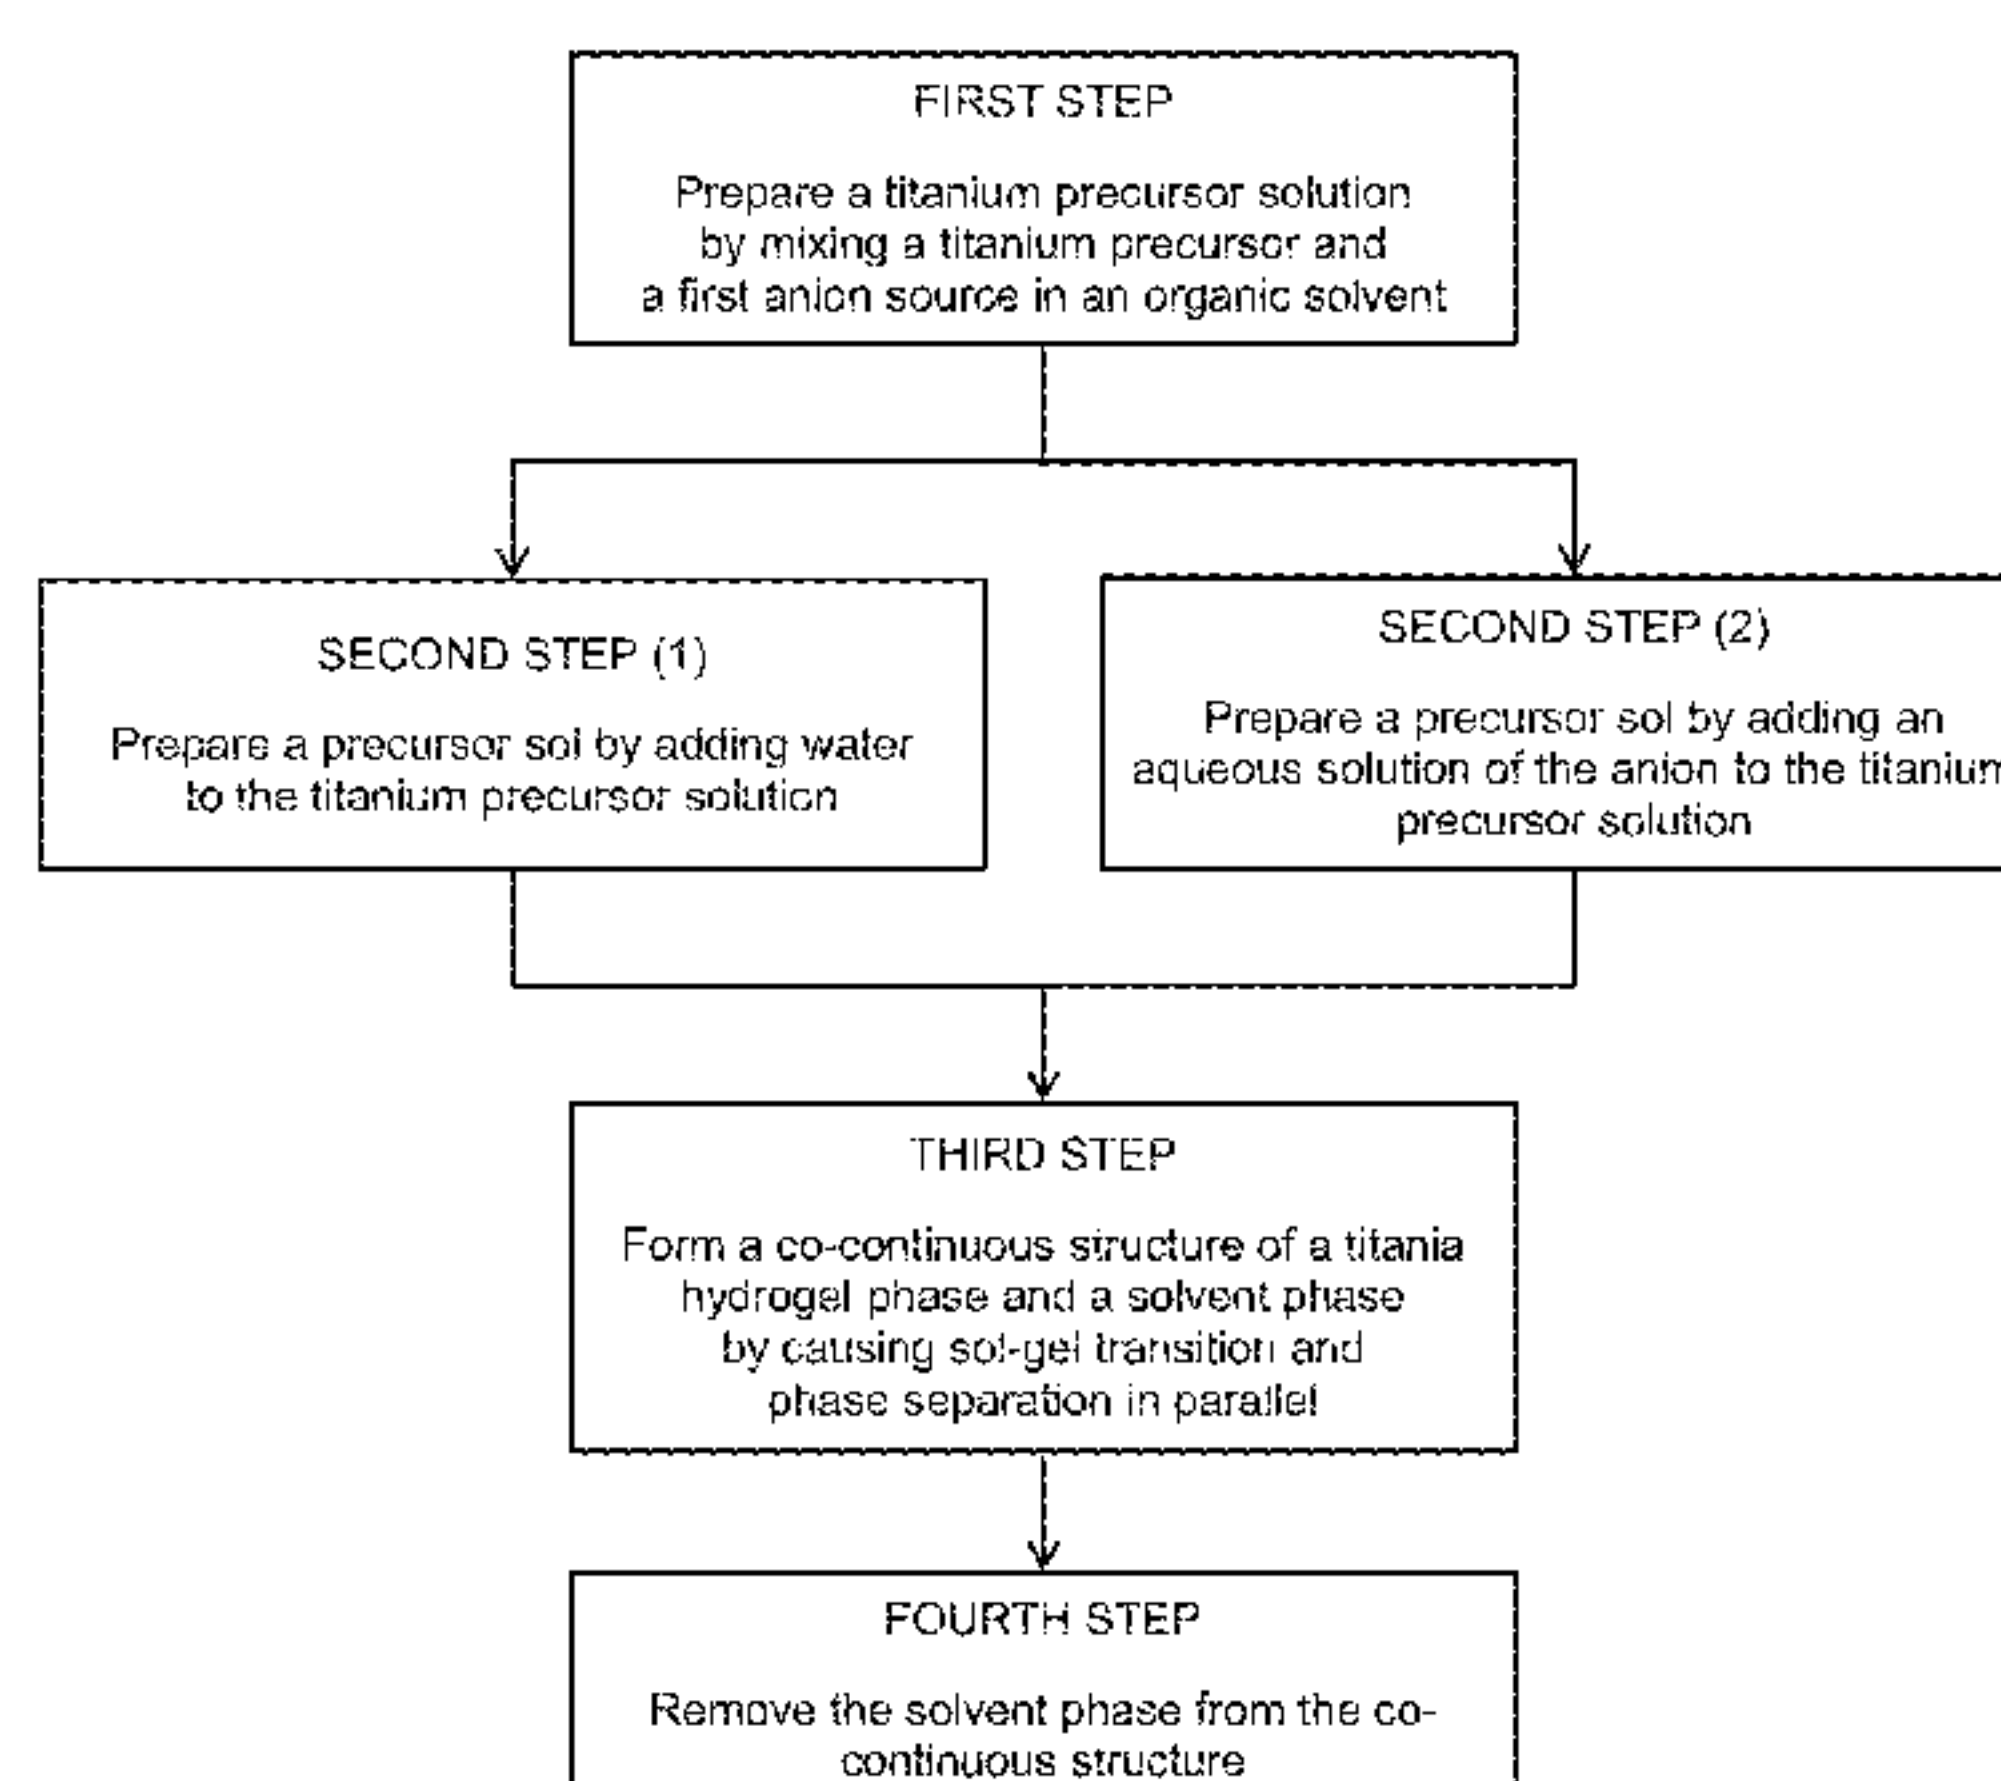 FIRST STEP
Prepare a titanium precursor solution
by mixing a titanium precursor and
a first anion source in an organic solvent
SECOND STEP (1)
Prepare a precursor sol by adding water
to the titanium precursor solution
SECOND STEP (2)
Prepare a precursor sol by adding an
aqueous solution of the anion to the titanium
precursor solution
THIRD STEP
Form a co-continuous structure of a titania
hydrogel phase and a solvent phase
by causing sol-gel transition and
phase separation in parallel
FOURTH STEP
Remove the solvent phase from the co-
continuous structure